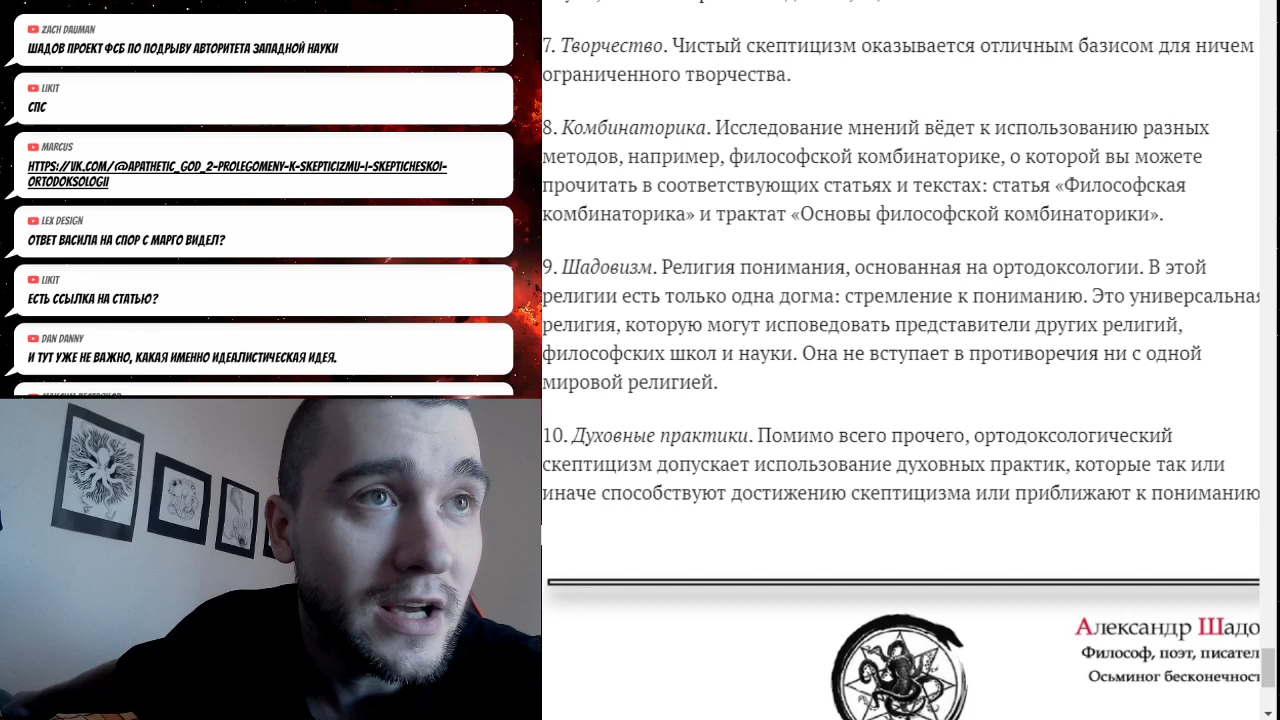 ZACH DAUMAN
ШАДОВ ПРОЕКТ ФСБ ПО ПОДРЫВУ АВТОРИТЕТА ЗАПАДНОЙ НАУКИ
LIKIT
СПС
MARCUS
HTTPS://VK.COM/@APATHETIC_GOD_2-PROLEGOMENY-K-SKEPTICIZMU-I-SKEPTICHESKOI-
ORTODOKSOLOGII
LEX DESIGN
ОТВЕТ ВАСИЛА НА СПОР С МАРГО ВИДЕЛ?
LIKIT
ЕСТЬ ССЫЛКА НА СТАТЬЮ?
DAN DANNY
И ТУТ УЖЕ НЕ ВАЖНО, КАКАЯ ИМЕННО ИДЕАЛИСТИЧЕСКАЯ ИДЕЯ.
7. Творчество. Чистый скептицизм оказывается отличным базисом для ничем
ограниченного творчества.
8. Комбинаторика. Исследование мнений вёдет к использованию разных
методов, например, философской комбинаторике, о которой вы можете
прочитать в соответствующих статьях и текстах: статья «Философская
комбинаторика» и трактат «Основы философской комбинаторики».
9. Шадовизм. Религия понимания, основанная на ортодоксологии. В этой
религии есть только одна догма: стремление к пониманию. Это универсальная
религия, которую могут исповедовать представители других религий,
философских школ и науки. Она не вступает в противоречия ни с одной
мировой религией.
10. Духовные практики. Помимо всего прочего, ортодоксологический
скептицизм допускает использование духовных практик, которые так или
иначе способствуют достижению скептицизма или приближают к пониманию
Александр Шадо
Философ, поэт, писател
Осьминог бесконечност